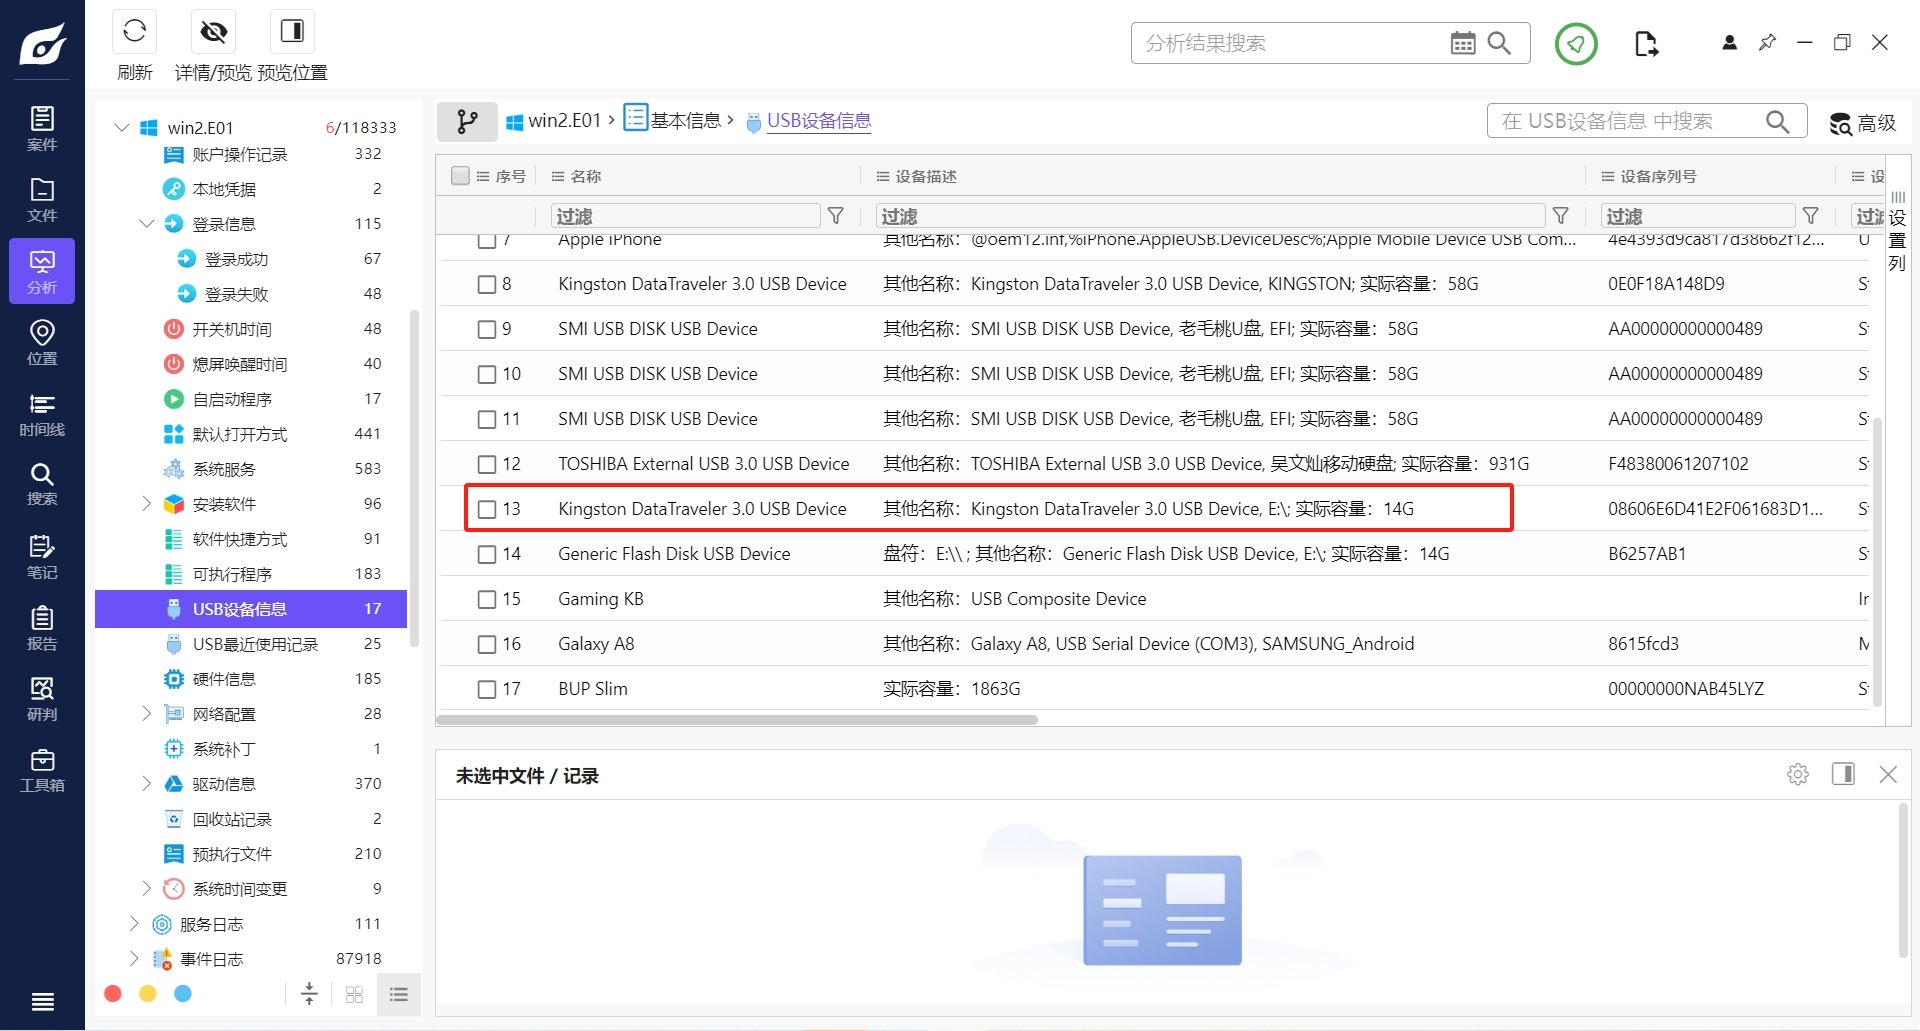 刷新
详情/预览
预览位置
分析结果搜索
案件
文件
分析
位置
时间线
搜索
笔记
报告
研判
工具箱
win2.E01 6/118333
账户操作记录 332
本地凭据 2
登录信息 115
登录成功 67
登录失败 48
开关机时间 48
熄屏唤醒时间 40
自启动程序 17
默认打开方式 441
系统服务 583
安装软件 96
软件快捷方式 91
可执行程序 183
USB设备信息 17
USB最近使用记录 25
硬件信息 185
网络配置 28
系统补丁 1
驱动信息 370
回收站记录 2
预执行文件 210
系统时间变更 9
服务日志 111
事件日志 87918
win2.E01 › 基本信息 › USB设备信息
在 USB设备信息 中搜索
高级
序号 名称 设备描述 设备序列号 设
过滤 过滤 过滤 过滤
设置列
7 Apple iPhone 其他名称：@oem12.inf,%iPhone.AppleUSB.DeviceDesc%;Apple Mobile Device USB Com... 4e4393d9ca817d38662f12... U
8 Kingston DataTraveler 3.0 USB Device 其他名称：Kingston DataTraveler 3.0 USB Device, KINGSTON; 实际容量：58G 0E0F18A148D9 S
9 SMI USB DISK USB Device 其他名称：SMI USB DISK USB Device, 老毛桃U盘, EFI; 实际容量：58G AA00000000000489 S
10 SMI USB DISK USB Device 其他名称：SMI USB DISK USB Device, 老毛桃U盘, EFI; 实际容量：58G AA00000000000489 S
11 SMI USB DISK USB Device 其他名称：SMI USB DISK USB Device, 老毛桃U盘, EFI; 实际容量：58G AA00000000000489 S
12 TOSHIBA External USB 3.0 USB Device 其他名称：TOSHIBA External USB 3.0 USB Device, 吴文灿移动硬盘; 实际容量：931G F48380061207102 S
13 Kingston DataTraveler 3.0 USB Device 其他名称：Kingston DataTraveler 3.0 USB Device, E:\; 实际容量：14G 08606E6D41E2F061683D1... S
14 Generic Flash Disk USB Device 盘符：E:\\ ; 其他名称：Generic Flash Disk USB Device, E:\; 实际容量：14G B6257AB1 S
15 Gaming KB 其他名称：USB Composite Device In
16 Galaxy A8 其他名称：Galaxy A8, USB Serial Device (COM3), SAMSUNG_Android 8615fcd3 M
17 BUP Slim 实际容量：1863G 00000000NAB45LYZ S
未选中文件 / 记录